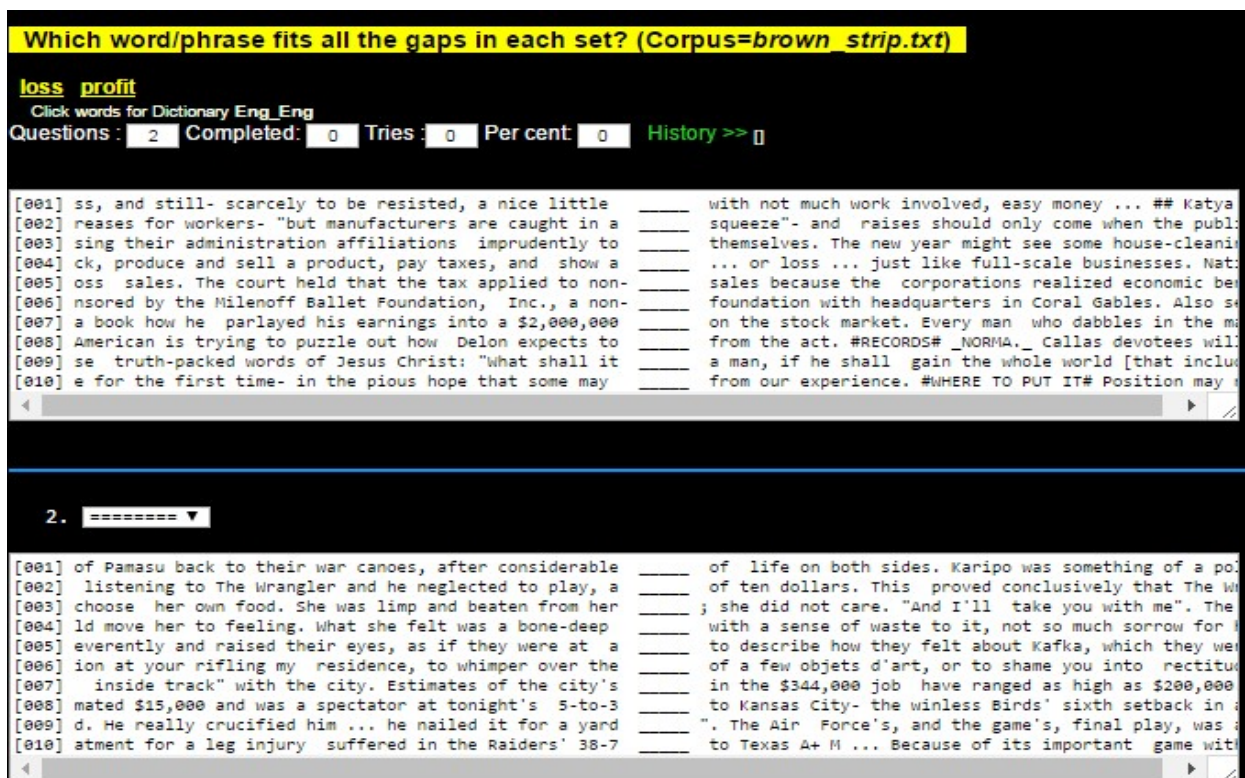 Which word/phrase fits all the gaps in each set? (Corpus=brown_strip.txt)
loss profit
Click words for Dictionary Eng_Eng
Questions : 2 Completed: 0 Tries : 0 Per cent: 0 History >> []
[001] ss, and still- scarcely to be resisted, a nice little _____ with not much work involved, easy money ... ## Katya
[002] reases for workers- "but manufacturers are caught in a _____ squeeze"- and raises should only come when the publi
[003] sing their administration affiliations imprudently to _____ themselves. The new year might see some house-cleanin
[004] ck, produce and sell a product, pay taxes, and show a _____ ... or loss ... just like full-scale businesses. Nati
[005] oss sales. The court held that the tax applied to non- _____ sales because the corporations realized economic ben
[006] nsored by the Milenoff Ballet Foundation, Inc., a non- _____ foundation with headquarters in Coral Gables. Also se
[007] a book how he parlayed his earnings into a $2,000,000 _____ on the stock market. Every man who dabbles in the ma
[008] American is trying to puzzle out how Delon expects to _____ from the act. #RECORDS# _NORMA._ Callas devotees wil
[009] se truth-packed words of Jesus Christ: "What shall it _____ a man, if he shall gain the whole world [that includ
[010] e for the first time- in the pious hope that some may _____ from our experience. #WHERE TO PUT IT# Position may
2. ======== ▼
[001] of Pamasu back to their war canoes, after considerable _____ of life on both sides. Karipo was something of a pol
[002] listening to The Wrangler and he neglected to play, a _____ of ten dollars. This proved conclusively that The Wr
[003] choose her own food. She was limp and beaten from her _____ ; she did not care. "And I'll take you with me". The
[004] ld move her to feeling. What she felt was a bone-deep _____ with a sense of waste to it, not so much sorrow for h
[005] everently and raised their eyes, as if they were at a _____ to describe how they felt about Kafka, which they wer
[006] ion at your rifling my residence, to whimper over the _____ of a few objets d'art, or to shame you into rectitud
[007] inside track" with the city. Estimates of the city's _____ in the $344,000 job have ranged as high as $200,000
[008] mated $15,000 and was a spectator at tonight's 5-to-3 _____ to Kansas City- the winless Birds' sixth setback in a
[009] d. He really crucified him ... he nailed it for a yard _____ ". The Air Force's, and the game's, final play, was a
[010] atment for a leg injury suffered in the Raiders' 38-7 _____ to Texas A+ M ... Because of its important game with